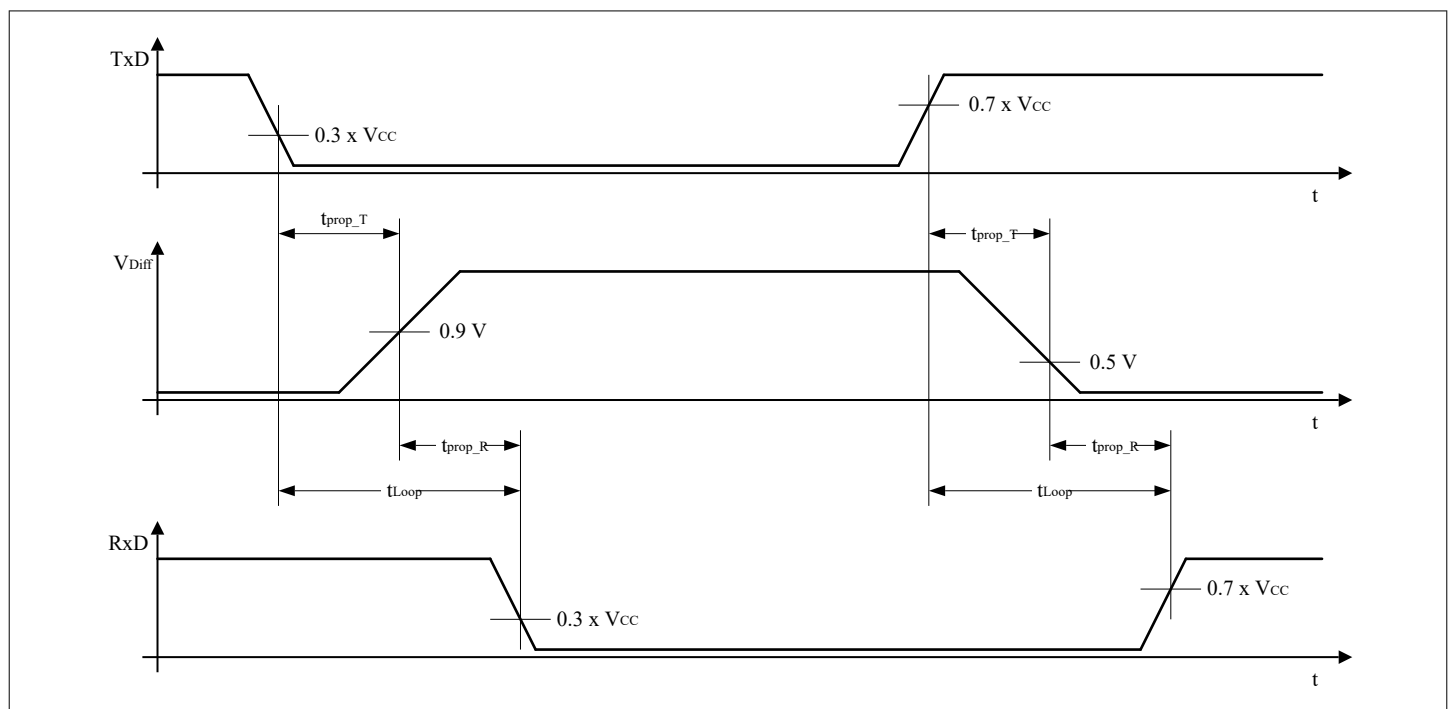 TxD
0.7 x VCC
0.3 x VCC
t
tprop_T
tprop_T
VDiff
0.9 V
0.5 V
t
tprop_R
tprop_R
tLoop
tLoop
RxD
0.7 x VCC
0.3 x VCC
t